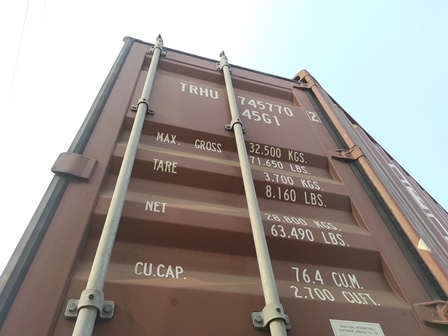 TRHU 745770 2
45G1
MAX. GROSS 32.500 KGS.
71.650 LBS.
TARE 3.700 KGS.
8.160 LBS.
NET 28.800 KGS.
63.490 LBS.
CU.CAP. 76.4 CU.M.
2.700 CU.FT.